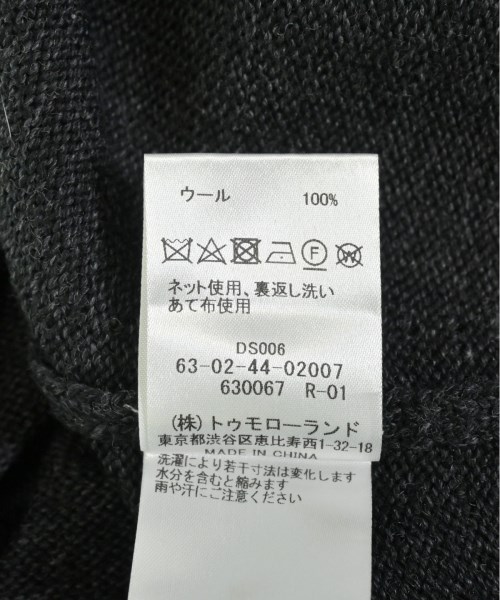 ウール 100%
F W
ネット使用、裏返し洗い
あて布使用
DS006
63-02-44-02007
630067 R-01
(株)トゥモローランド
東京都渋谷区恵比寿西1-32-18
MADE IN CHINA
洗濯により若干寸法は変化します
水分を含むと縮みます
雨や汗にご注意ください